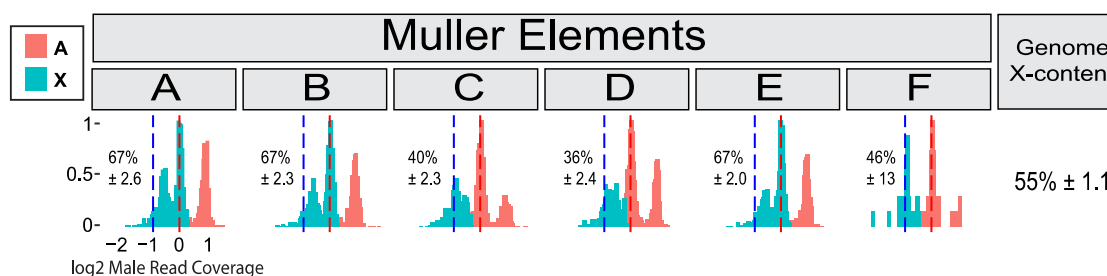 A
X
Muller Elements
Genome
X-conten
A
B
C
D
E
F
1-
0.5-
0-
67%
± 2.6
67%
± 2.3
40%
± 2.3
36%
± 2.4
67%
± 2.0
46%
± 13
55% ± 1.1
−2 −1 0 1
log2 Male Read Coverage